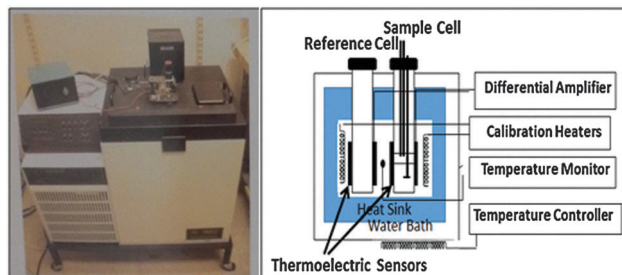 Sample Cell
Reference Cell
Differential Amplifier
Calibration Heaters
Temperature Monitor
Heat Sink
Water Bath
Temperature Controller
Thermoelectric Sensors